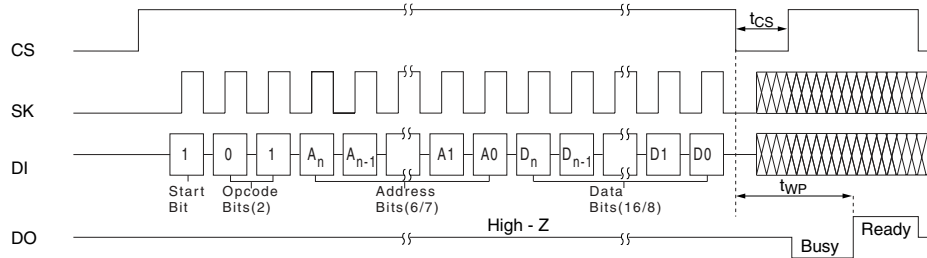 tCS
CS
SK
DI
1 0 1 An An-1 A1 A0 Dn Dn-1 D1 D0
Start Bit
Opcode Bits(2)
Address Bits(6/7)
Data Bits(16/8)
tWP
DO
High - Z
Busy
Ready